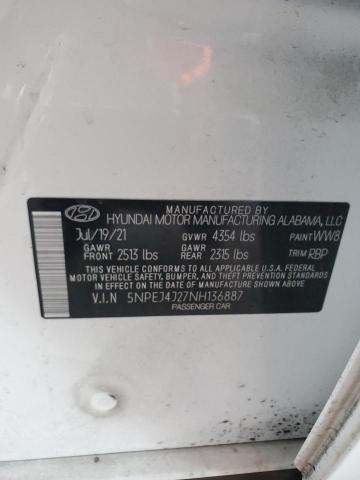 MANUFACTURED BY
HYUNDAI MOTOR MANUFACTURING ALABAMA, LLC
Jul/19/21 GVWR 4354 lbs PAINT WW8
GAWR FRONT 2513 lbs GAWR REAR 2315 lbs TRIM RBP
THIS VEHICLE CONFORMS TO ALL APPLICABLE U.S. FEDERAL
MOTOR VEHICLE SAFETY, BUMPER, AND THEFT PREVENTION
STANDARDS IN EFFECT ON THE DATE OF MANUFACTURE SHOWN ABOVE.
V.I.N 5NPEJ4J27NH136887
PASSENGER CAR